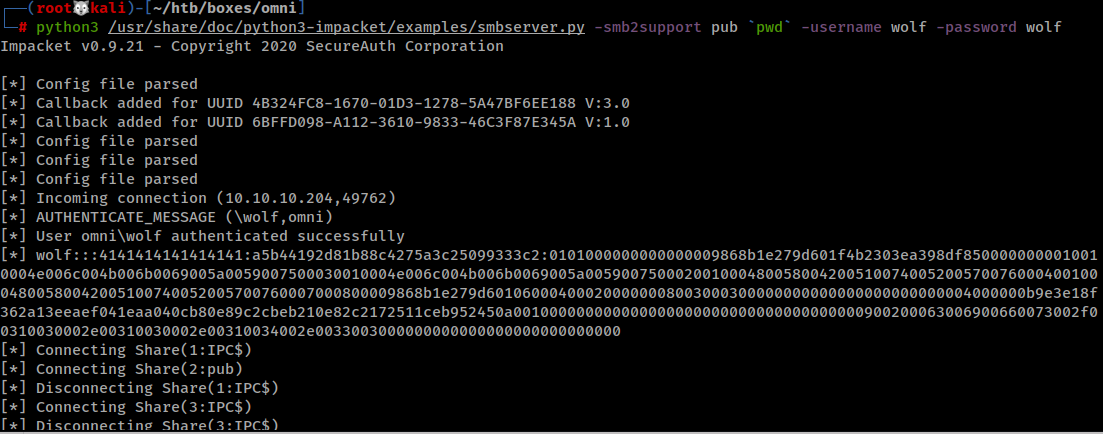 ┌──(root💀kali)-[~/htb/boxes/omni]
└─# python3 /usr/share/doc/python3-impacket/examples/smbserver.py -smb2support pub `pwd` -username wolf -password wolf
Impacket v0.9.21 - Copyright 2020 SecureAuth Corporation
[*] Config file parsed
[*] Callback added for UUID 4B324FC8-1670-01D3-1278-5A47BF6EE188 V:3.0
[*] Callback added for UUID 6BFFD098-A112-3610-9833-46C3F87E345A V:1.0
[*] Config file parsed
[*] Config file parsed
[*] Config file parsed
[*] Incoming connection (10.10.10.204,49762)
[*] AUTHENTICATE_MESSAGE (\wolf,omni)
[*] User omni\wolf authenticated successfully
[*] wolf:::4141414141414141:a5b44192d81b88c4275a3c25099333c2:
[*] Connecting Share(1:IPC$)
[*] Connecting Share(2:pub)
[*] Disconnecting Share(1:IPC$)
[*] Connecting Share(3:IPC$)
[*] Disconnecting Share(3:IPC$)